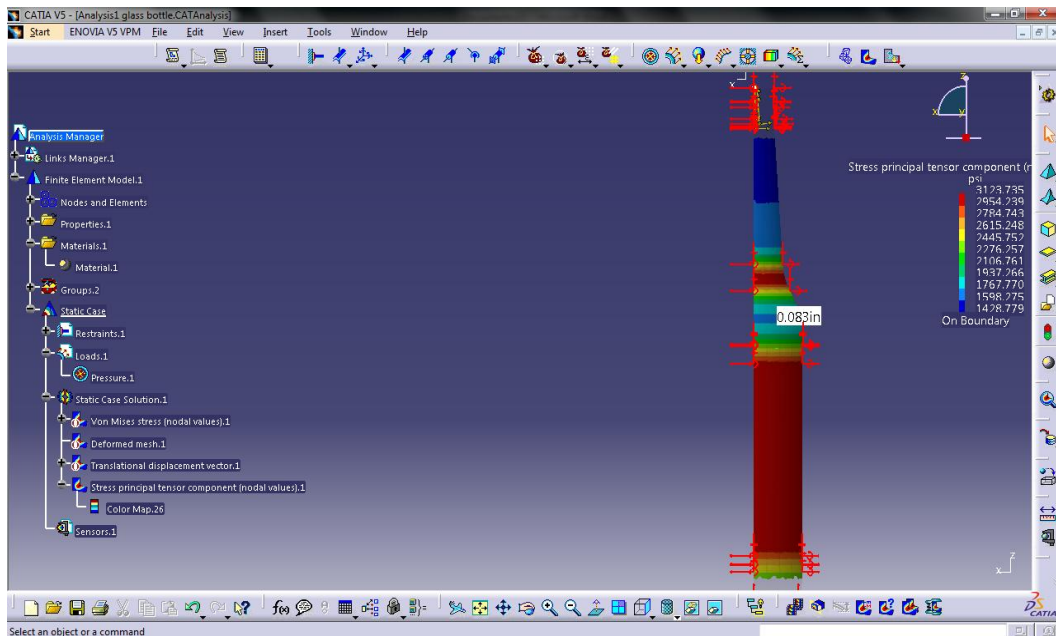 CATIA V5 - [Analysis1 glass bottle.CATAnalysis]
Start ENOVIA V5 VPM File Edit View Insert Tools Window Help
Analysis Manager
Links Manager.1
Finite Element Model.1
Nodes and Elements
Properties.1
Materials.1
Material.1
Groups.2
Static Case
Restraints.1
Loads.1
Pressure.1
Static Case Solution.1
Von Mises stress (nodal values).1
Deformed mesh.1
Translational displacement vector.1
Stress principal tensor component (nodal values).1
Color Map.26
Sensors.1
x
0.083in
z
x y
Stress principal tensor component (n
psi
3123.735
2954.239
2784.743
2615.248
2445.752
2276.257
2106.761
1937.266
1767.770
1598.275
1428.779
On Boundary
z
x
f(x)
CATIA
Select an object or a command